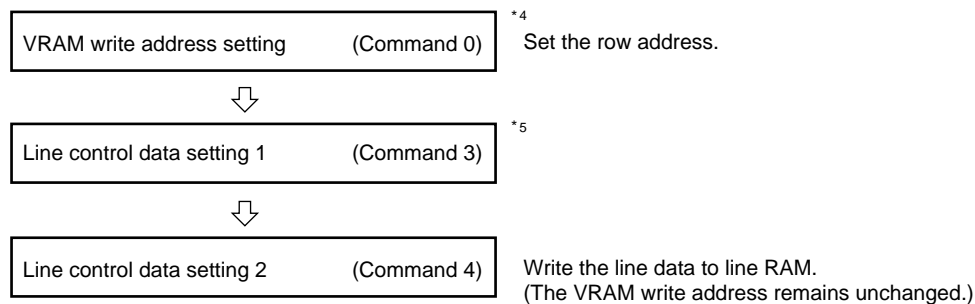 *4
VRAM write address setting (Command 0) Set the row address.
*5
Line control data setting 1 (Command 3)
Line control data setting 2 (Command 4) Write the line data to line RAM.
(The VRAM write address remains unchanged.)